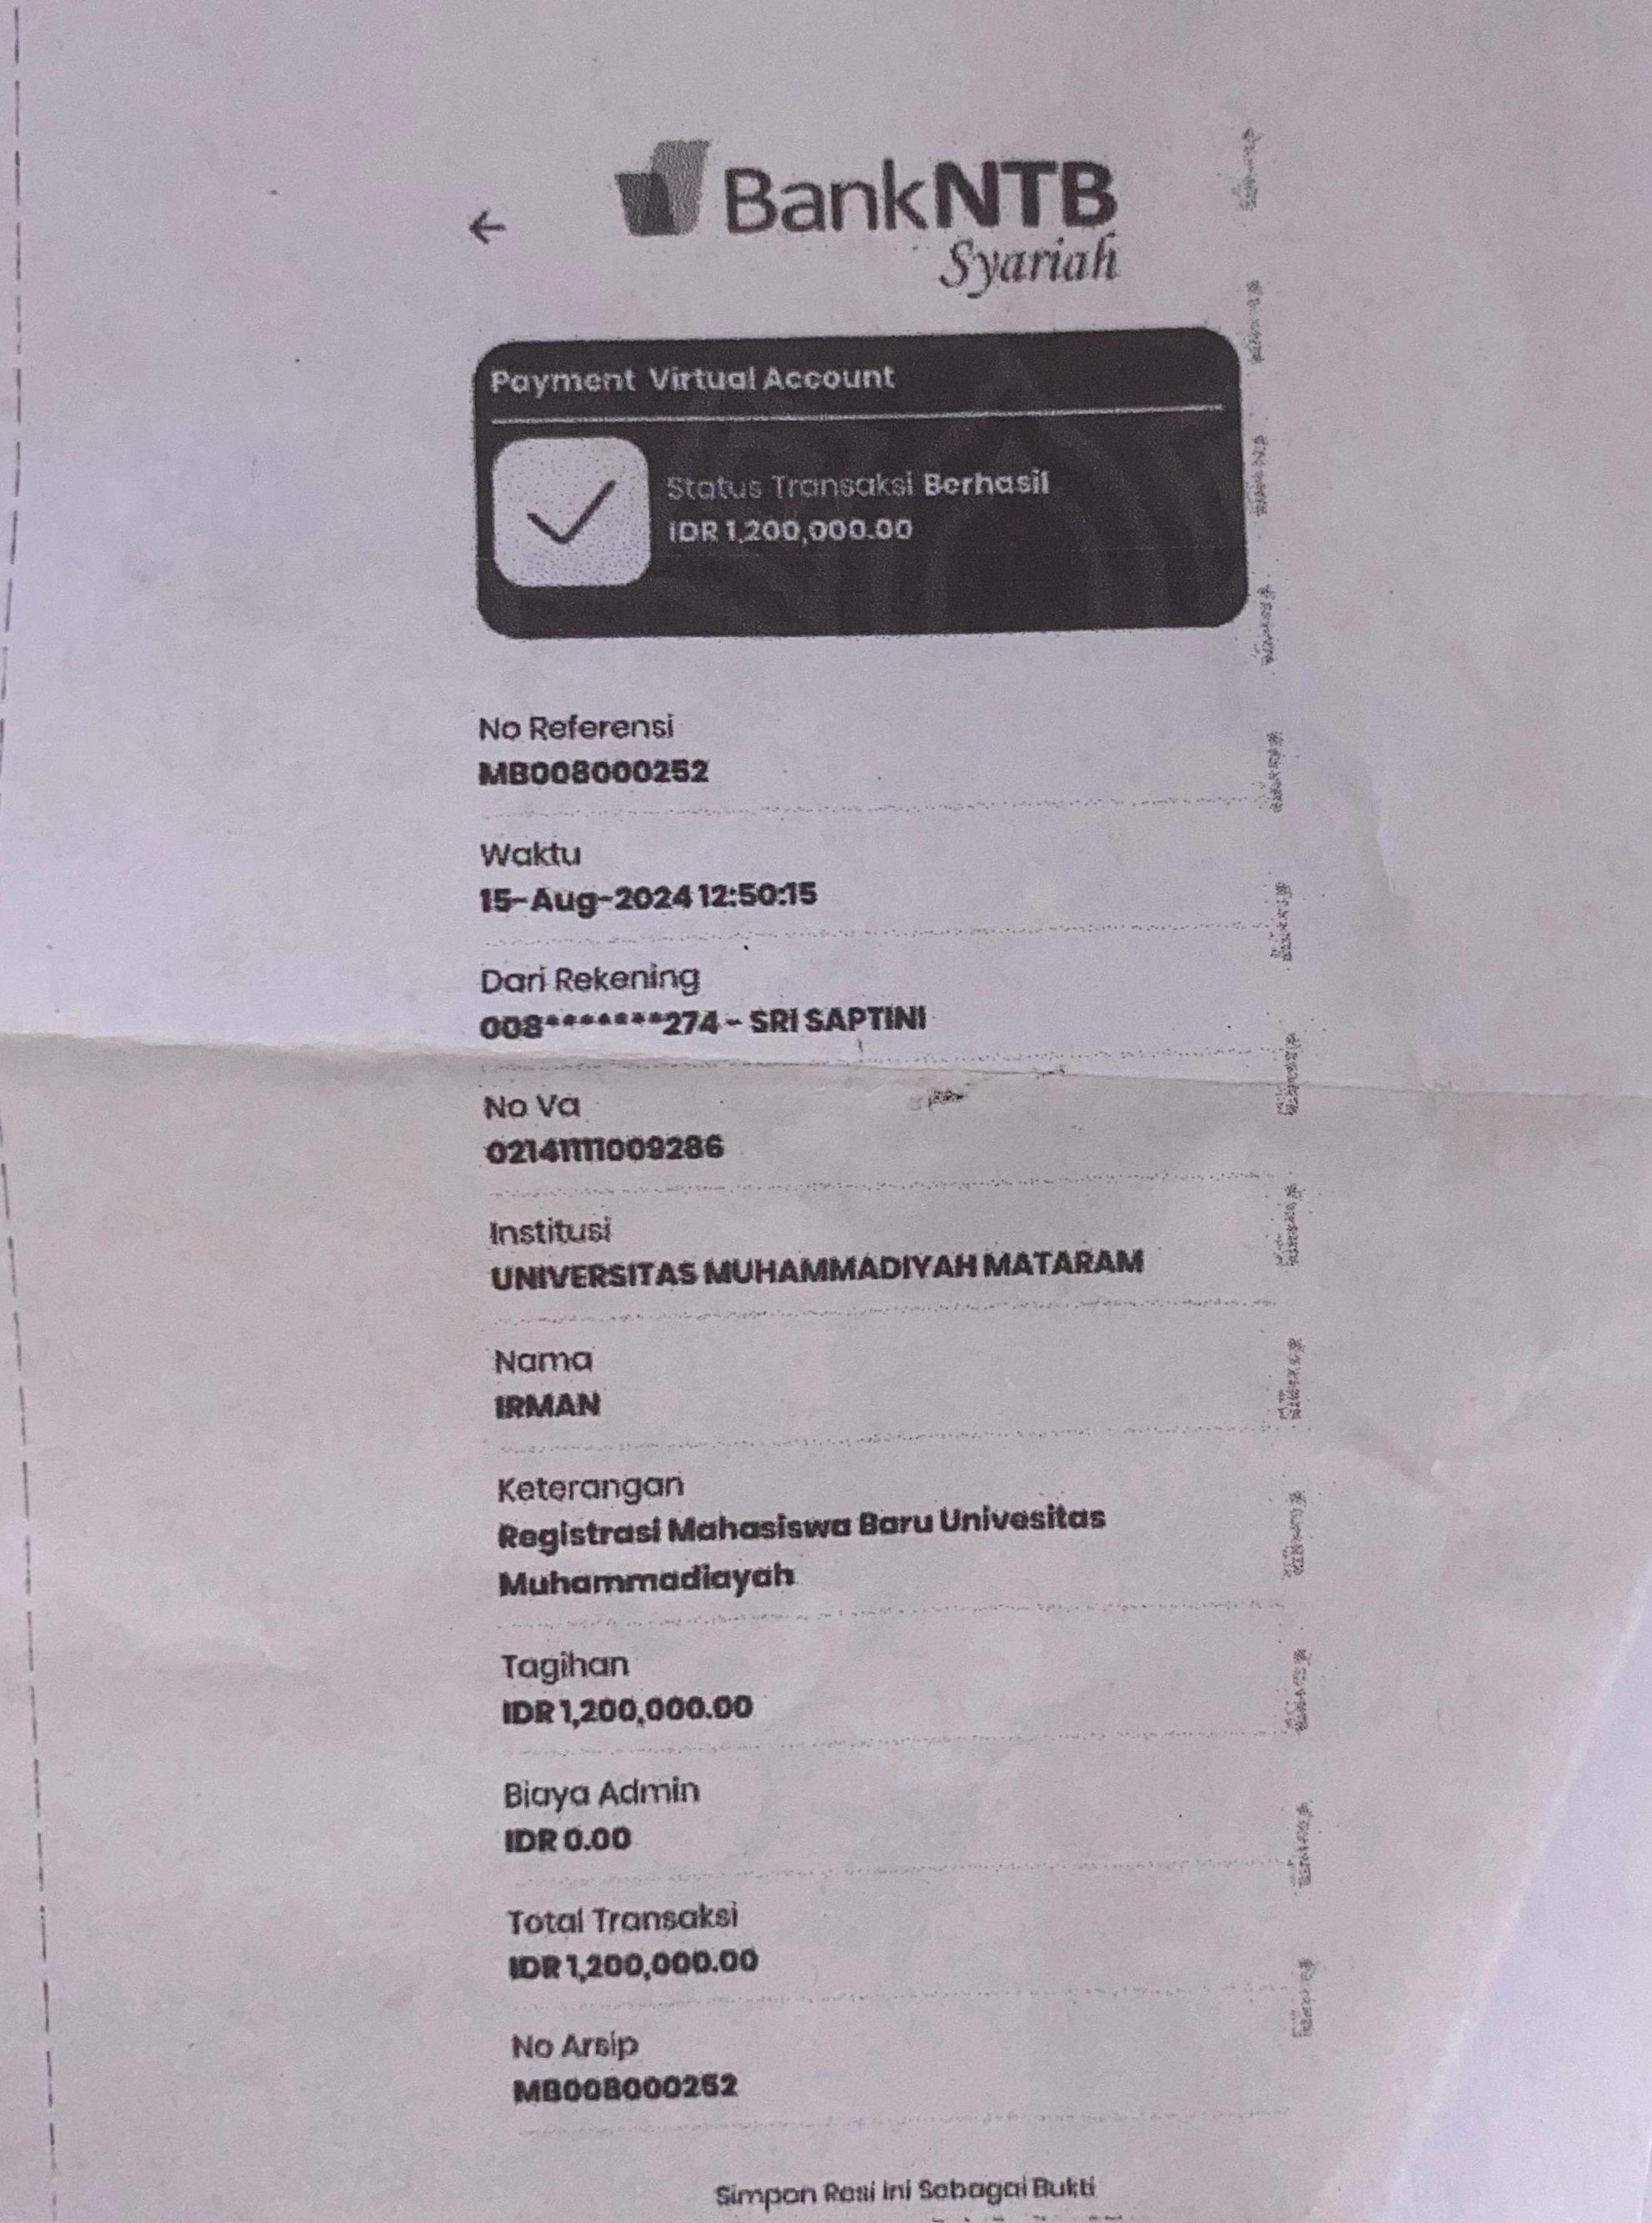 BankNTB
Syariah
Payment Virtual Account
Status Transaksi Berhasil
IDR 1,200,000.00
No Referensi
MB008000252
Waktu
15-Aug-2024 12:50:15
Dari Rekening
008*******274 - SRI SAPTINI
No Va
02141111009286
Institusi
UNIVERSITAS MUHAMMADIYAH MATARAM
Nama
IRMAN
Keterangan
Registrasi Mahasiswa Baru Univesitas
Muhammadiayah
Tagihan
IDR 1,200,000.00
Biaya Admin
IDR 0.00
Total Transaksi
IDR 1,200,000.00
No Arsip
MB008000252
Simpan Resi Ini Sebagai Bukti